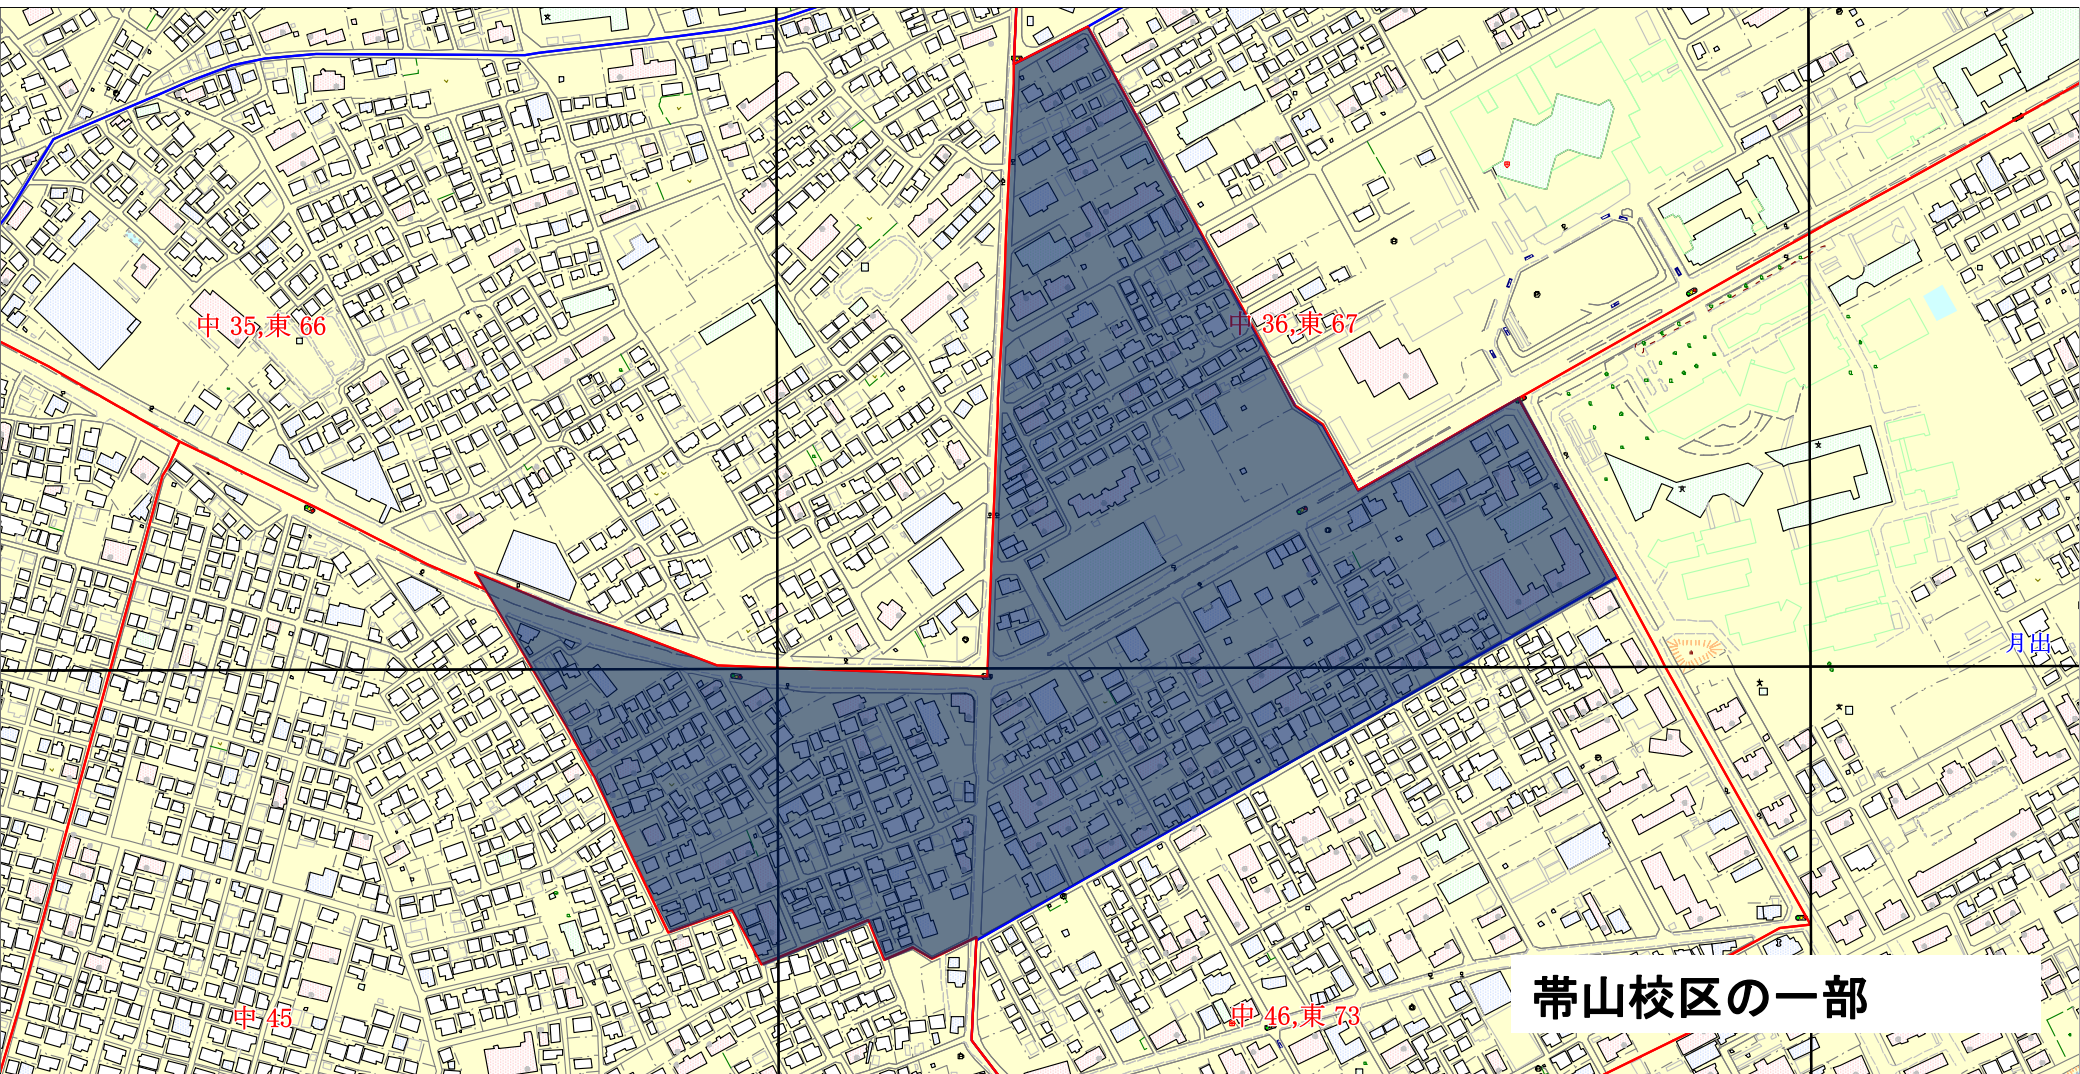 中 35,東 66
中 36,東 67
月出
帯山校区の一部
中 45
中 46,東 73